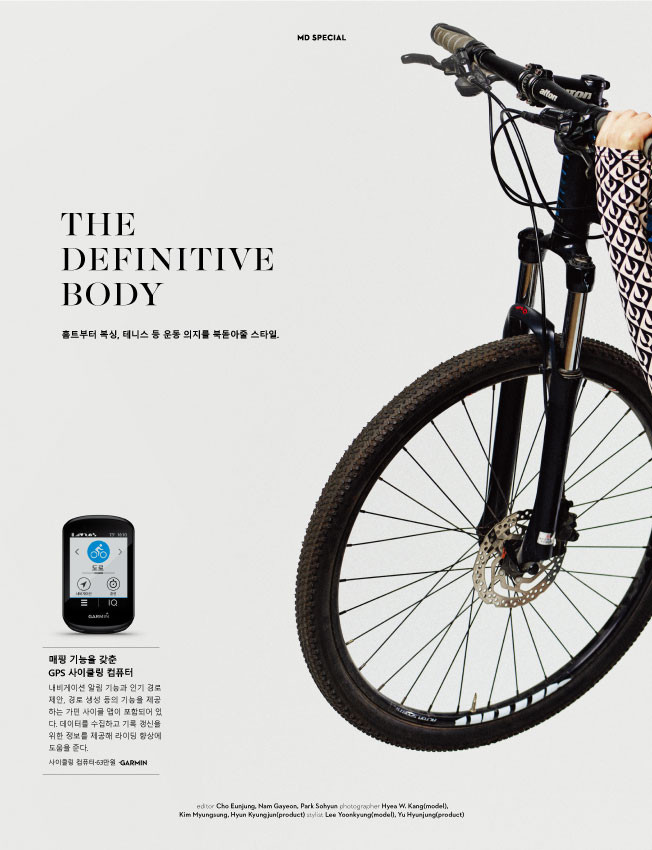 MD SPECIAL
alton
THE
DEFINITIVE
BODY
홈트부터 복싱, 테니스 등 운동 의지를 북돋아줄 스타일.
도로
GARMIN
매핑 기능을 갖춘
GPS 사이클링 컴퓨터
내비게이션 알림 기능과 인기 경로
제안, 경로 생성 등의 기능을 제공
하는 가민 사이클 맵이 포함되어 있
다. 데이터를 수집하고 기록 갱신을
위한 정보를 제공해 라이딩 향상에
도움을 준다.
사이클링 컴퓨터·63만원 ·GARMIN
editor Cho Eunjung, Nam Gayeon, Park Sohyun photographer Hyea W. Kang(model),
Kim Myungsung, Hyun Kyungjun(product) stylist Lee Yoonkyung(model), Yu Hyunjung(product)